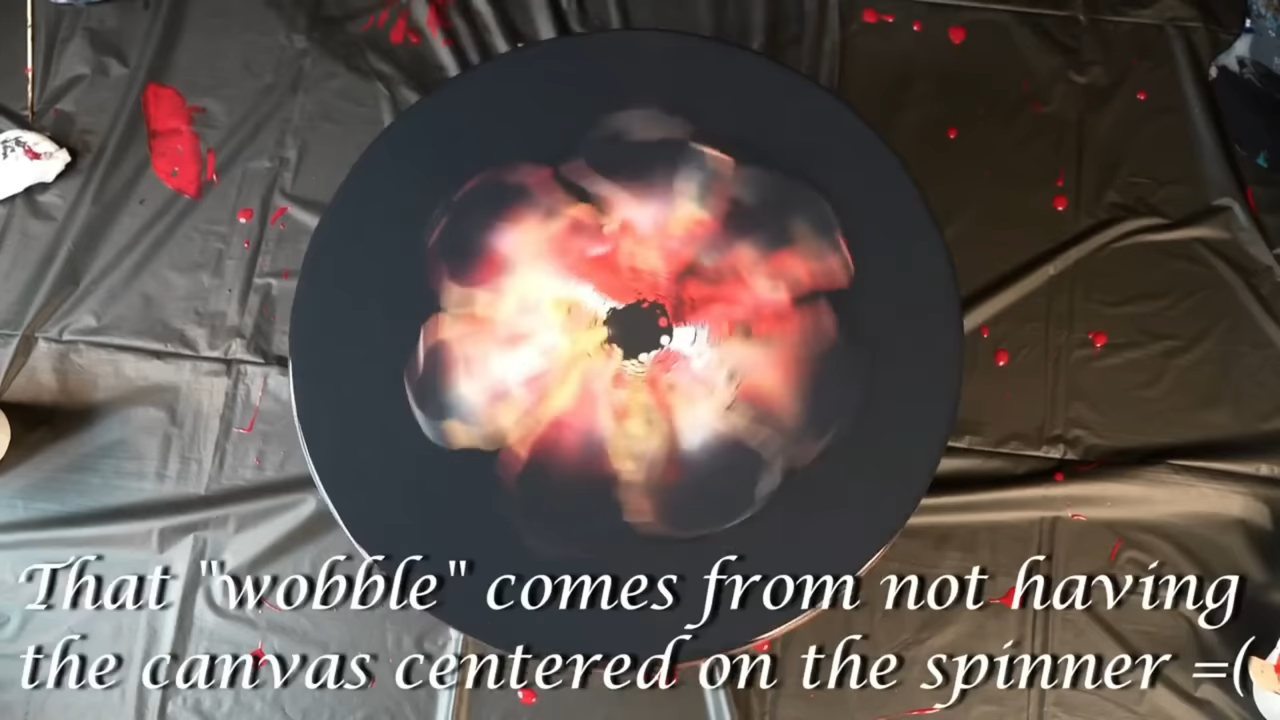 That "wobble" comes from not having
the canvas centered on the spinner =(